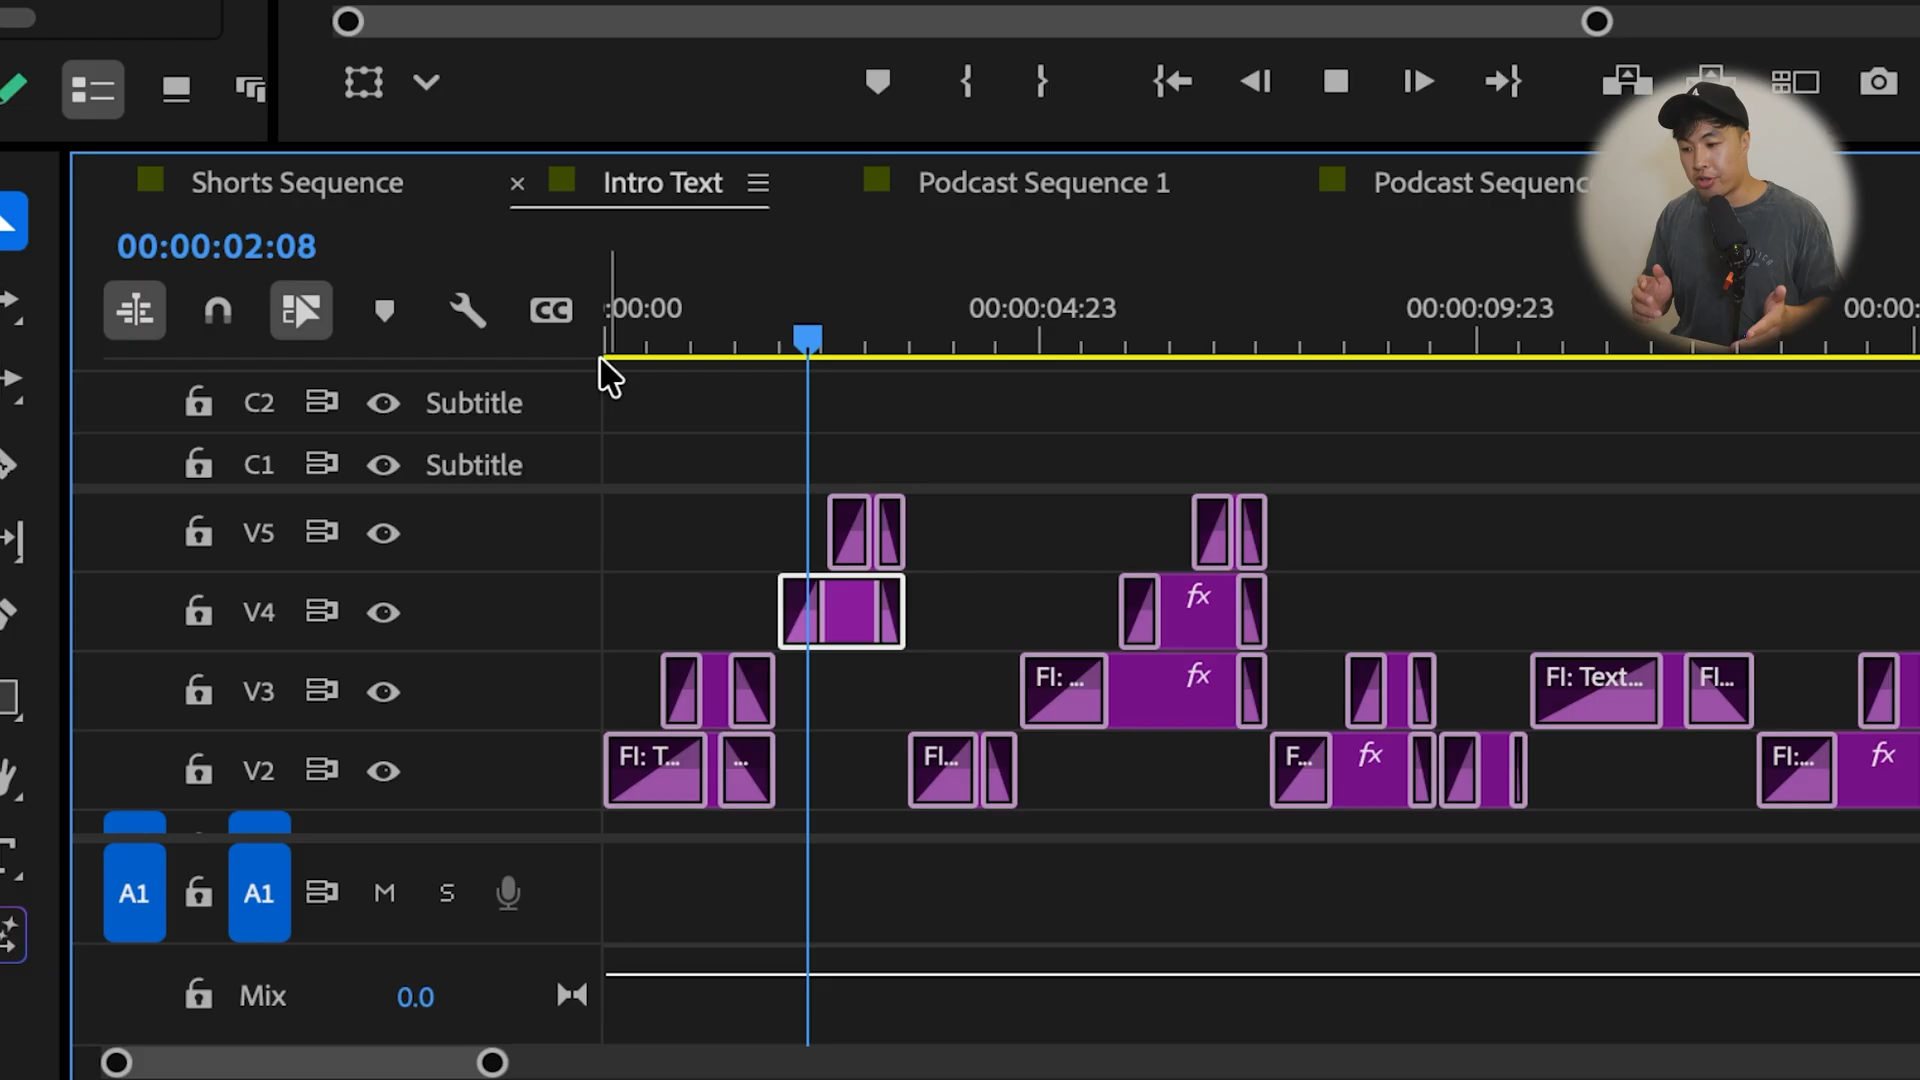 Shorts Sequence
× Intro Text
Podcast Sequence 1
Podcast Sequenc
00:00:02:08
CC
:00:00
00:00:04:23
00:00:09:23
00:00:
C2 Subtitle
C1 Subtitle
V5
V4
fx
V3
FI: ...
fx
FI: Text...
FI...
V2
FI: T...
...
FI...
F...
fx
FI:...
fx
A1 A1 M S
Mix 0.0